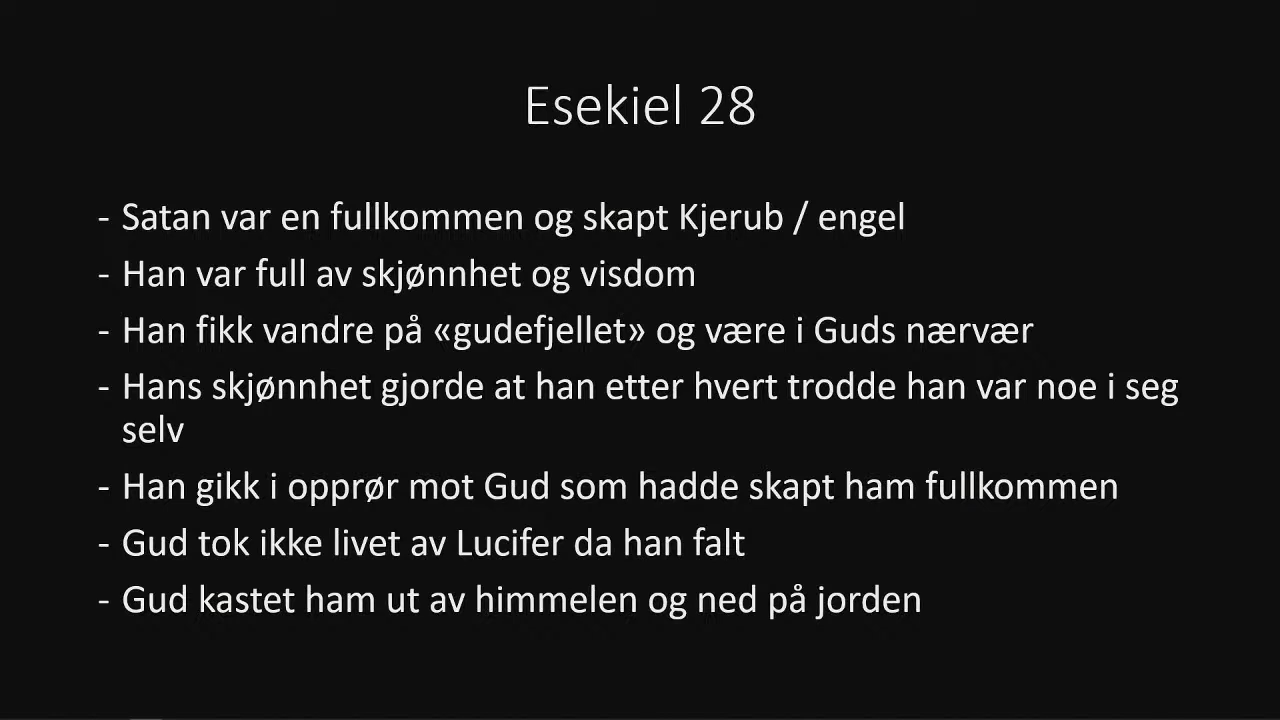 Esekiel 28
- Satan var en fullkommen og skapt Kjerub / engel
- Han var full av skjønnhet og visdom
- Han fikk vandre på «gudefjellet» og være i Guds nærvær
- Hans skjønnhet gjorde at han etter hvert trodde han var noe i seg
selv
- Han gikk i opprør mot Gud som hadde skapt ham fullkommen
- Gud tok ikke livet av Lucifer da han falt
- Gud kastet ham ut av himmelen og ned på jorden